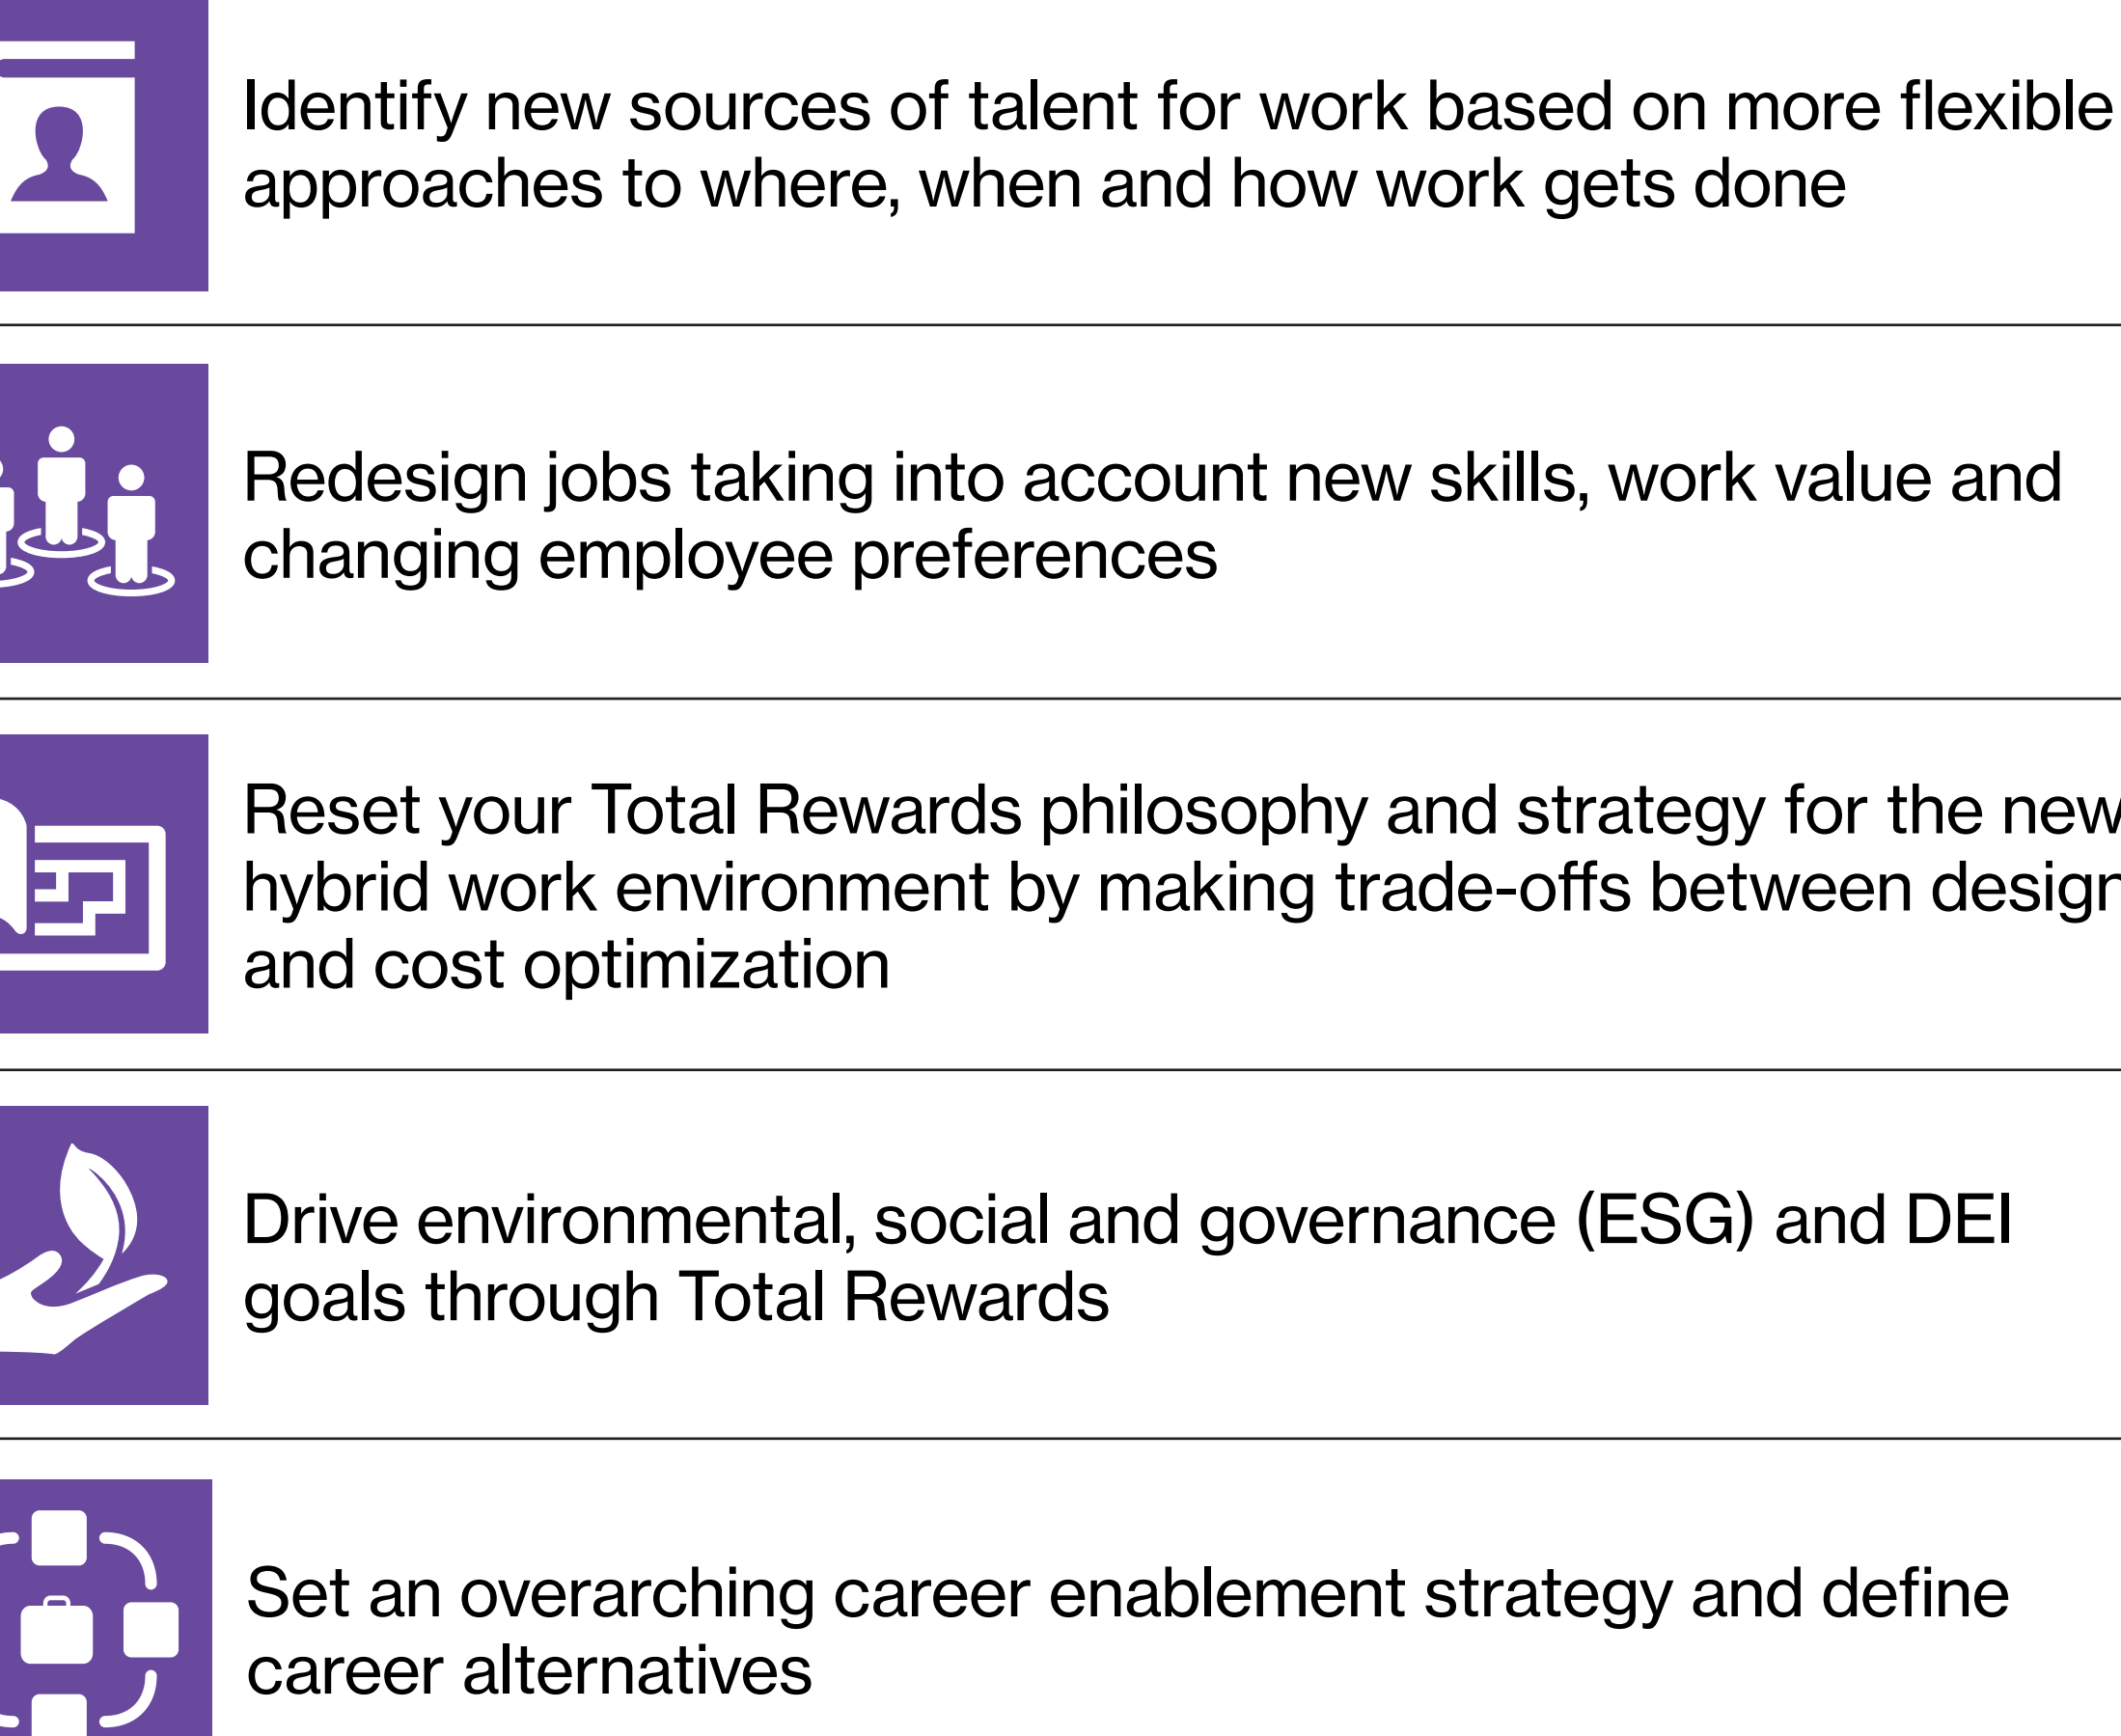 Identify new sources of talent for work based on more flexible
approaches to where, when and how work gets done
Redesign jobs taking into account new skills, work value and
changing employee preferences
Reset your Total Rewards philosophy and strategy for the new
hybrid work environment by making trade-offs between design
and cost optimization
Drive environmental, social and governance (ESG) and DEI
goals through Total Rewards
Set an overarching career enablement strategy and define
career alternatives